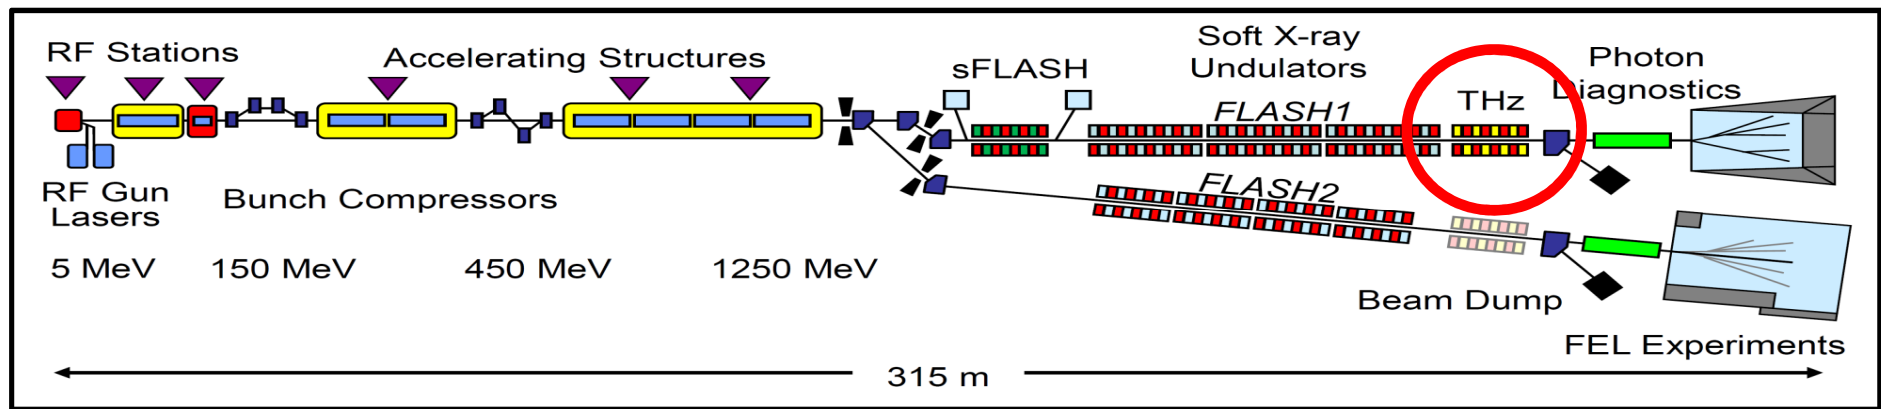 RF Stations
Accelerating Structures
sFLASH
Soft X-ray
Undulators
FLASH1
THz
Photon
Diagnostics
RF Gun
Lasers
Bunch Compressors
FLASH2
5 MeV
150 MeV
450 MeV
1250 MeV
Beam Dump
FEL Experiments
315 m